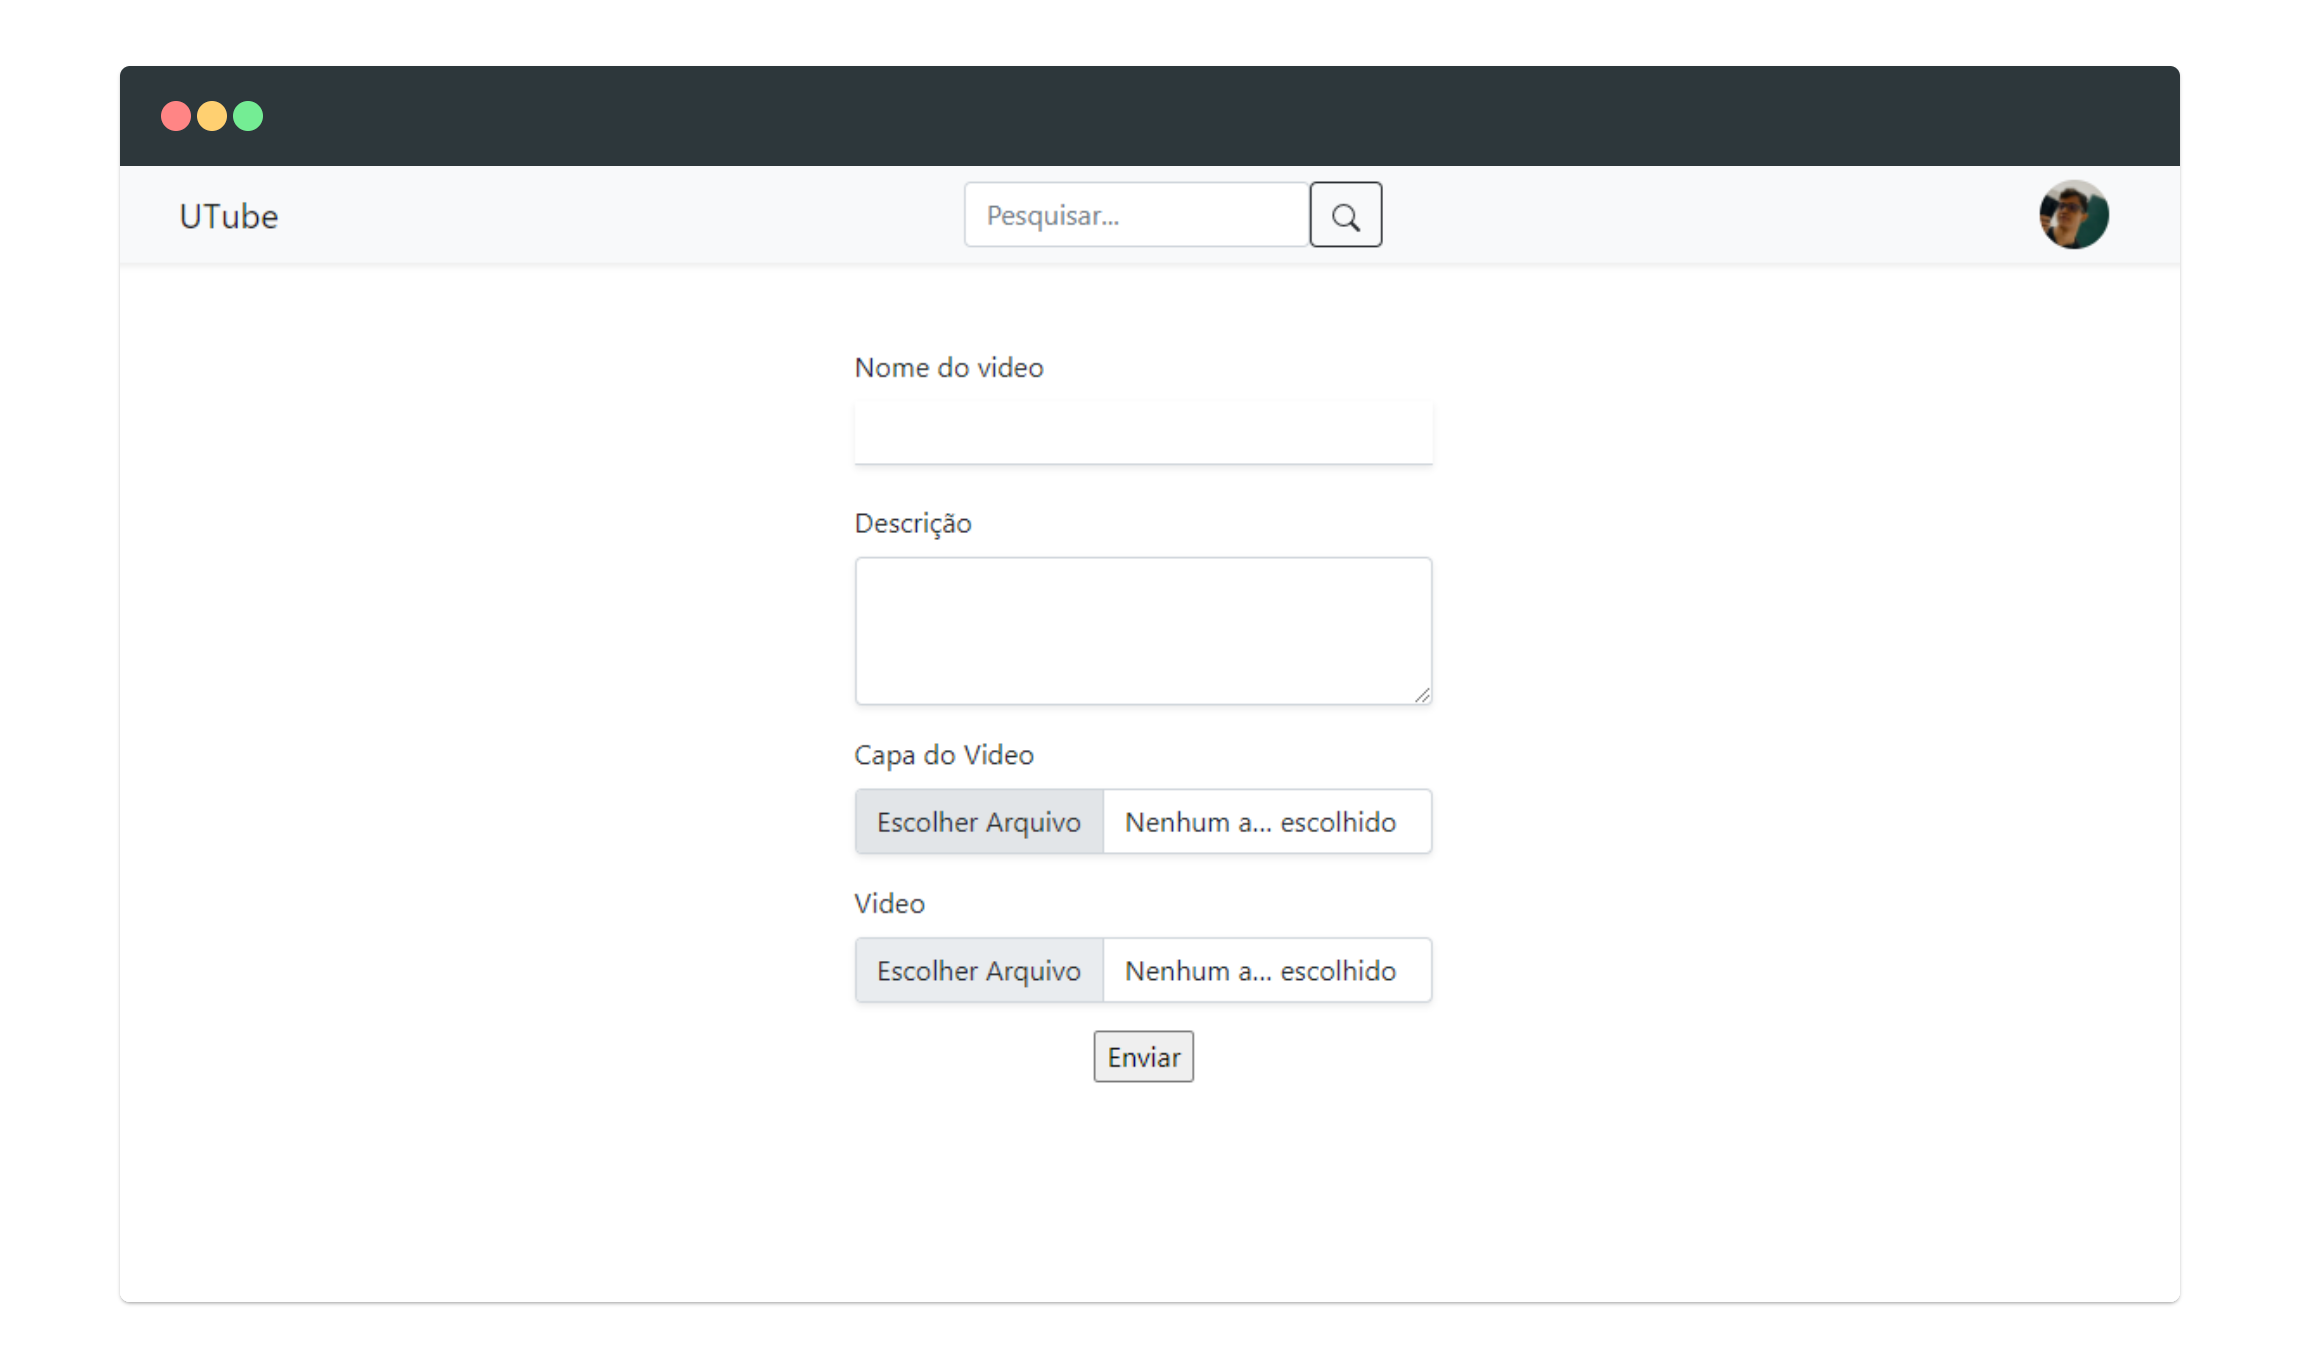 UTube
Pesquisar...
Nome do video
Descrição
Capa do Video
Escolher Arquivo Nenhum a... escolhido
Video
Escolher Arquivo Nenhum a... escolhido
Enviar